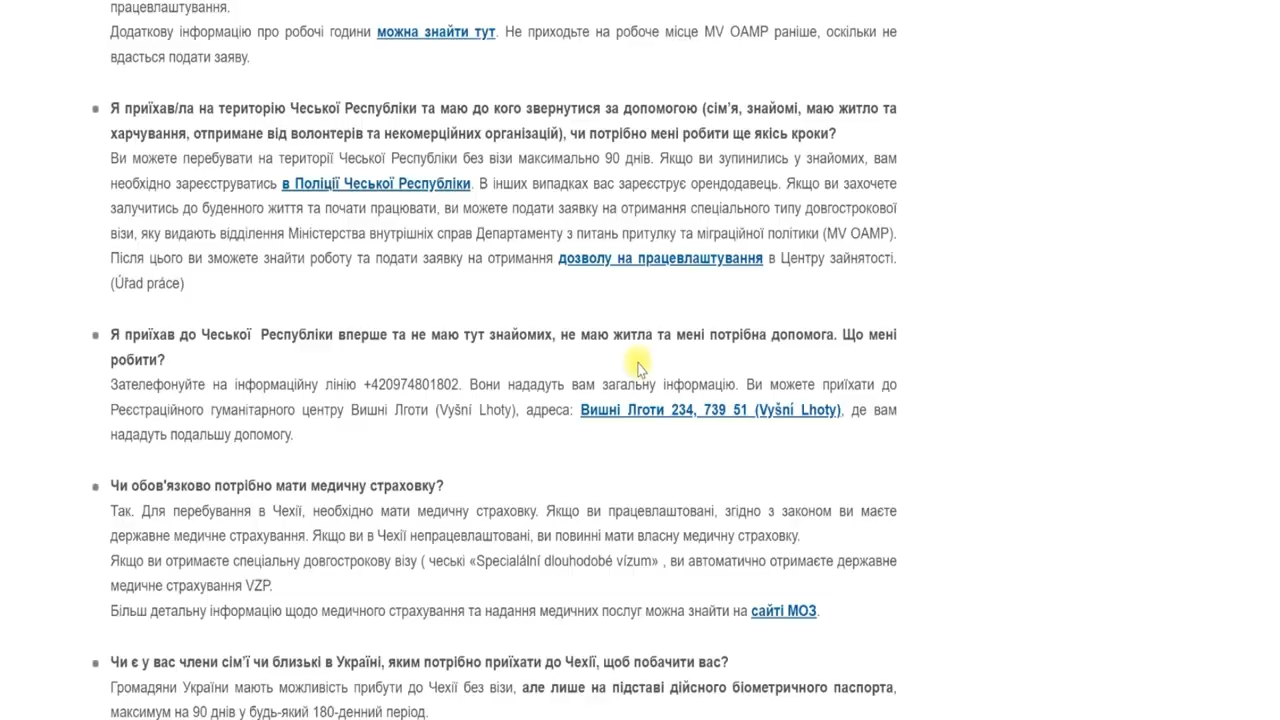 працевлаштування.
Додаткову інформацію про робочі години можна знайти тут. Не приходьте на робоче місце MV OAMP раніше, оскільки не
вдасться подати заяву.
Я приїхав/ла на територію Чеської Республіки та маю до кого звернутися за допомогою (сім’я, знайомі, маю житло та
харчування, отримане від волонтерів та некомерційних організацій), чи потрібно мені робити ще якісь кроки?
Ви можете перебувати на території Чеської Республіки без візи максимально 90 днів. Якщо ви зупинились у знайомих, вам
необхідно зареєструватись в Поліції Чеської Республіки. В інших випадках вас зареєструє орендодавець. Якщо ви захочете
залучитись до буденного життя та почати працювати, ви можете подати заявку на отримання спеціального типу довгострокової
візи, яку видають відділення Міністерства внутрішніх справ Департаменту з питань притулку та міграційної політики (MV OAMP).
Після цього ви зможете знайти роботу та подати заявку на отримання дозволу на працевлаштування в Центру зайнятості.
(Úřad práce)
Я приїхав до Чеської Республіки вперше та не маю тут знайомих, не маю житла та мені потрібна допомога. Що мені
робити?
Зателефонуйте на інформаційну лінію +420974801802. Вони нададуть вам загальну інформацію. Ви можете приїхати до
Реєстраційного гуманітарного центру Вишні Лготи (Vyšní Lhoty), адреса: Вишні Лготи 234, 739 51 (Vyšní Lhoty), де вам
нададуть подальшу допомогу.
Чи обов'язково потрібно мати медичну страховку?
Так. Для перебування в Чехії, необхідно мати медичну страховку. Якщо ви працевлаштовані, згідно з законом ви маєте
державне медичне страхування. Якщо ви в Чехії непрацевлаштовані, ви повинні мати власну медичну страховку.
Якщо ви отримаєте спеціальну довгострокову візу ( чеські «Specialální dlouhodobé vízum» , ви автоматично отримаєте державне
медичне страхування VZP.
Більш детальну інформацію щодо медичного страхування та надання медичних послуг можна знайти на сайті МОЗ.
Чи є у вас члени сім’ї чи близькі в Україні, яким потрібно приїхати до Чехії, щоб побачити вас?
Громадяни України мають можливість прибути до Чехії без візи, але лише на підставі дійсного біометричного паспорта,
максимум на 90 днів у будь-який 180-денний період.